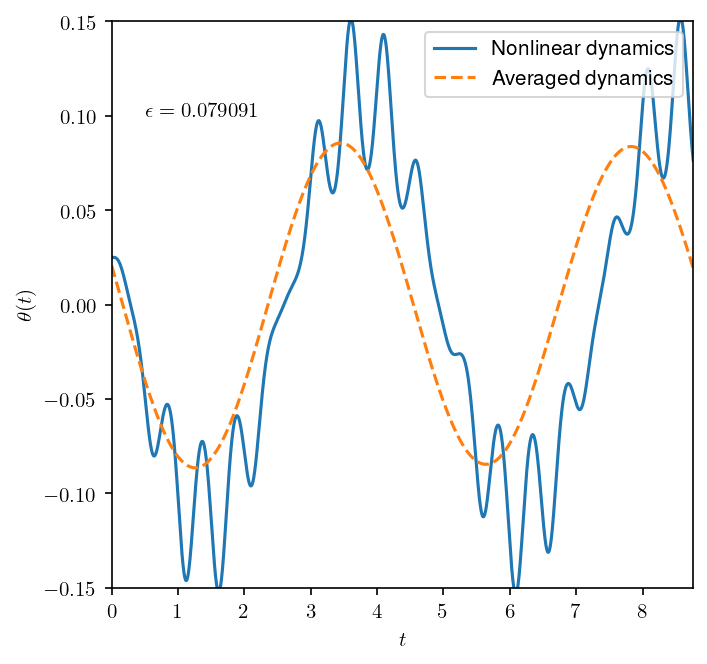 0.15
0.10
0.05
0.00
−0.05
−0.10
−0.15
θ(t)
ϵ = 0.079091
Nonlinear dynamics
Averaged dynamics
0 1 2 3 4 5 6 7 8
t